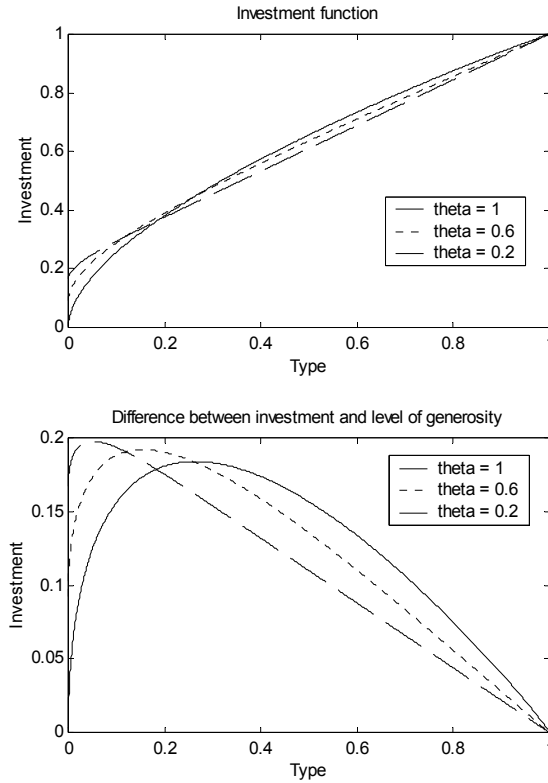 Investment function
1
0.8
0.6
0.4
0.2
0
Investment
0 0.2 0.4 0.6 0.8 1
Type
theta = 1
theta = 0.6
theta = 0.2
Difference between investment and level of generosity
0.2
0.15
0.1
0.05
0
Investment
0 0.2 0.4 0.6 0.8 1
Type
theta = 1
theta = 0.6
theta = 0.2